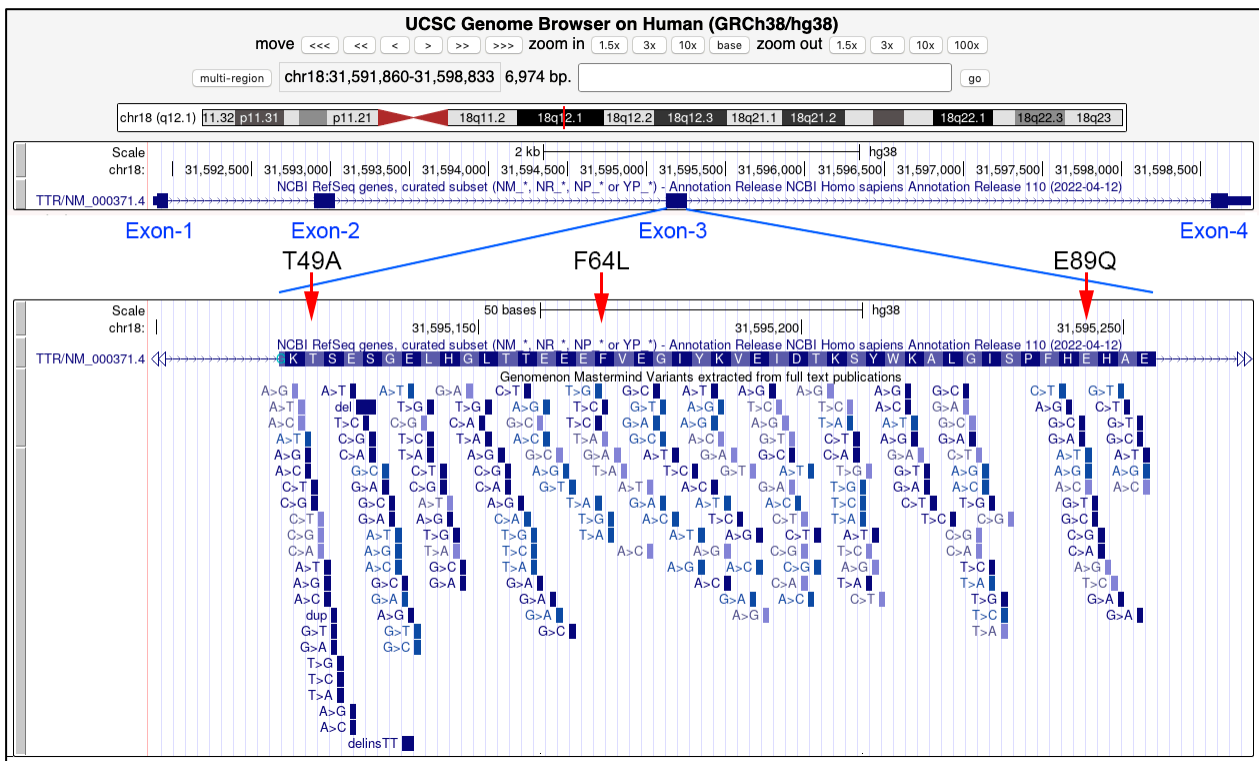 UCSC Genome Browser on Human (GRCh38/hg38)
move <<< << < > >> >>> zoom in 1.5x 3x 10x base zoom out 1.5x 3x 10x 100x
multi-region chr18:31,591,860-31,598,833 6,974 bp. go
chr18 (q12.1) 11.32 p11.31 p11.21 18q11.2 18q12.1 18q12.2 18q12.3 18q21.1 18q21.2 18q22.1 18q22.3 18q23
Scale 2 kb hg38
chr18: 31,592,500 31,593,000 31,593,500 31,594,000 31,594,500 31,595,000 31,595,500 31,596,000 31,596,500 31,597,000 31,597,500 31,598,000 31,598,500
NCBI RefSeq genes, curated subset (NM_*, NR_*, NP_* or YP_*) - Annotation Release NCBI Homo sapiens Annotation Release 110 (2022-04-12)
TTR/NM_000371.4
Exon-1 Exon-2 Exon-3 Exon-4
T49A F64L E89Q
Scale 50 bases hg38
chr18: 31,595,150 31,595,200 31,595,250
NCBI RefSeq genes, curated subset (NM_*, NR_*, NP_* or YP_*) - Annotation Release NCBI Homo sapiens Annotation Release 110 (2022-04-12)
TTR/NM_000371.4 K T S E S G E L H G L T T E E E F V E G I Y K V E I D T K S Y W K A L G I S P F H E H A E
Genomenon Mastermind Variants extracted from full text publications
A>G A>T A>T G>A C>T T>G G>C A>T A>G A>G A>G G>C C>T G>T
A>T del T>G T>G A>G T>C G>T A>G A>C T>C A>C G>A A>G C>T
A>C T>C C>G C>A A>C T>C G>A A>G A>G T>A A>T G>C G>C G>T
A>T C>G T>C T>A G>C T>A G>C A>C G>T C>T A>G G>A G>A C>T
A>G C>A T>A A>G G>C G>A A>T G>A G>C C>A G>A C>T A>T A>T
A>C G>C C>T C>G A>G T>A T>C G>T A>T T>G G>T A>G A>G A>G
C>T G>A C>G C>A G>T A>T A>C G>A T>G G>A A>C A>C A>C
C>G G>C A>T A>G T>A G>A A>T A>C T>C C>T T>G G>T
C>T G>A A>G C>A T>G A>C T>C C>T T>A T>C C>G G>C
C>G A>T T>G T>G T>A A>T A>G C>T A>T C>G C>G
C>A A>G T>A T>C A>C A>G C>G T>C C>A C>A
A>T A>C G>C T>A A>G A>C C>G A>G T>C A>G
A>G G>C G>A G>A A>C C>A T>A T>A T>C
A>C G>A G>A G>A A>C C>T T>G G>A
dup A>G G>A A>G T>C G>A
G>T G>T G>C T>A
G>A G>C
T>G
T>C
T>A
A>G
A>C
delinsTT